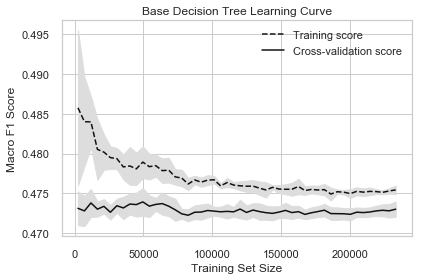 Base Decision Tree Learning Curve
Training score
Cross-validation score
0.495
0.490
0.485
0.480
0.475
0.470
Macro F1 Score
0 50000 100000 150000 200000
Training Set Size